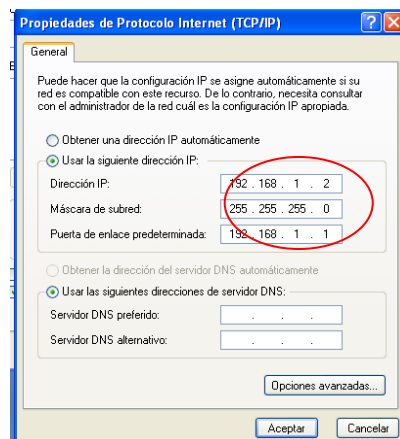 Propiedades de Protocolo Internet (TCP/IP)
General
Puede hacer que la configuración IP se asigne automáticamente si su
red es compatible con este recurso. De lo contrario, necesita consultar
con el administrador de la red cuál es la configuración IP apropiada.
Obtener una dirección IP automáticamente
Usar la siguiente dirección IP:
Dirección IP: 192 . 168 . 1 . 2
Máscara de subred: 255 . 255 . 255 . 0
Puerta de enlace predeterminada: 192 . 168 . 1 . 1
Obtener la dirección del servidor DNS automáticamente
Usar las siguientes direcciones de servidor DNS:
Servidor DNS preferido: . . .
Servidor DNS alternativo: . . .
Opciones avanzadas...
Aceptar Cancelar